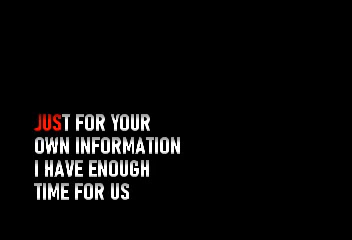 JUST FOR YOUR
OWN INFORMATION
I HAVE ENOUGH
TIME FOR US